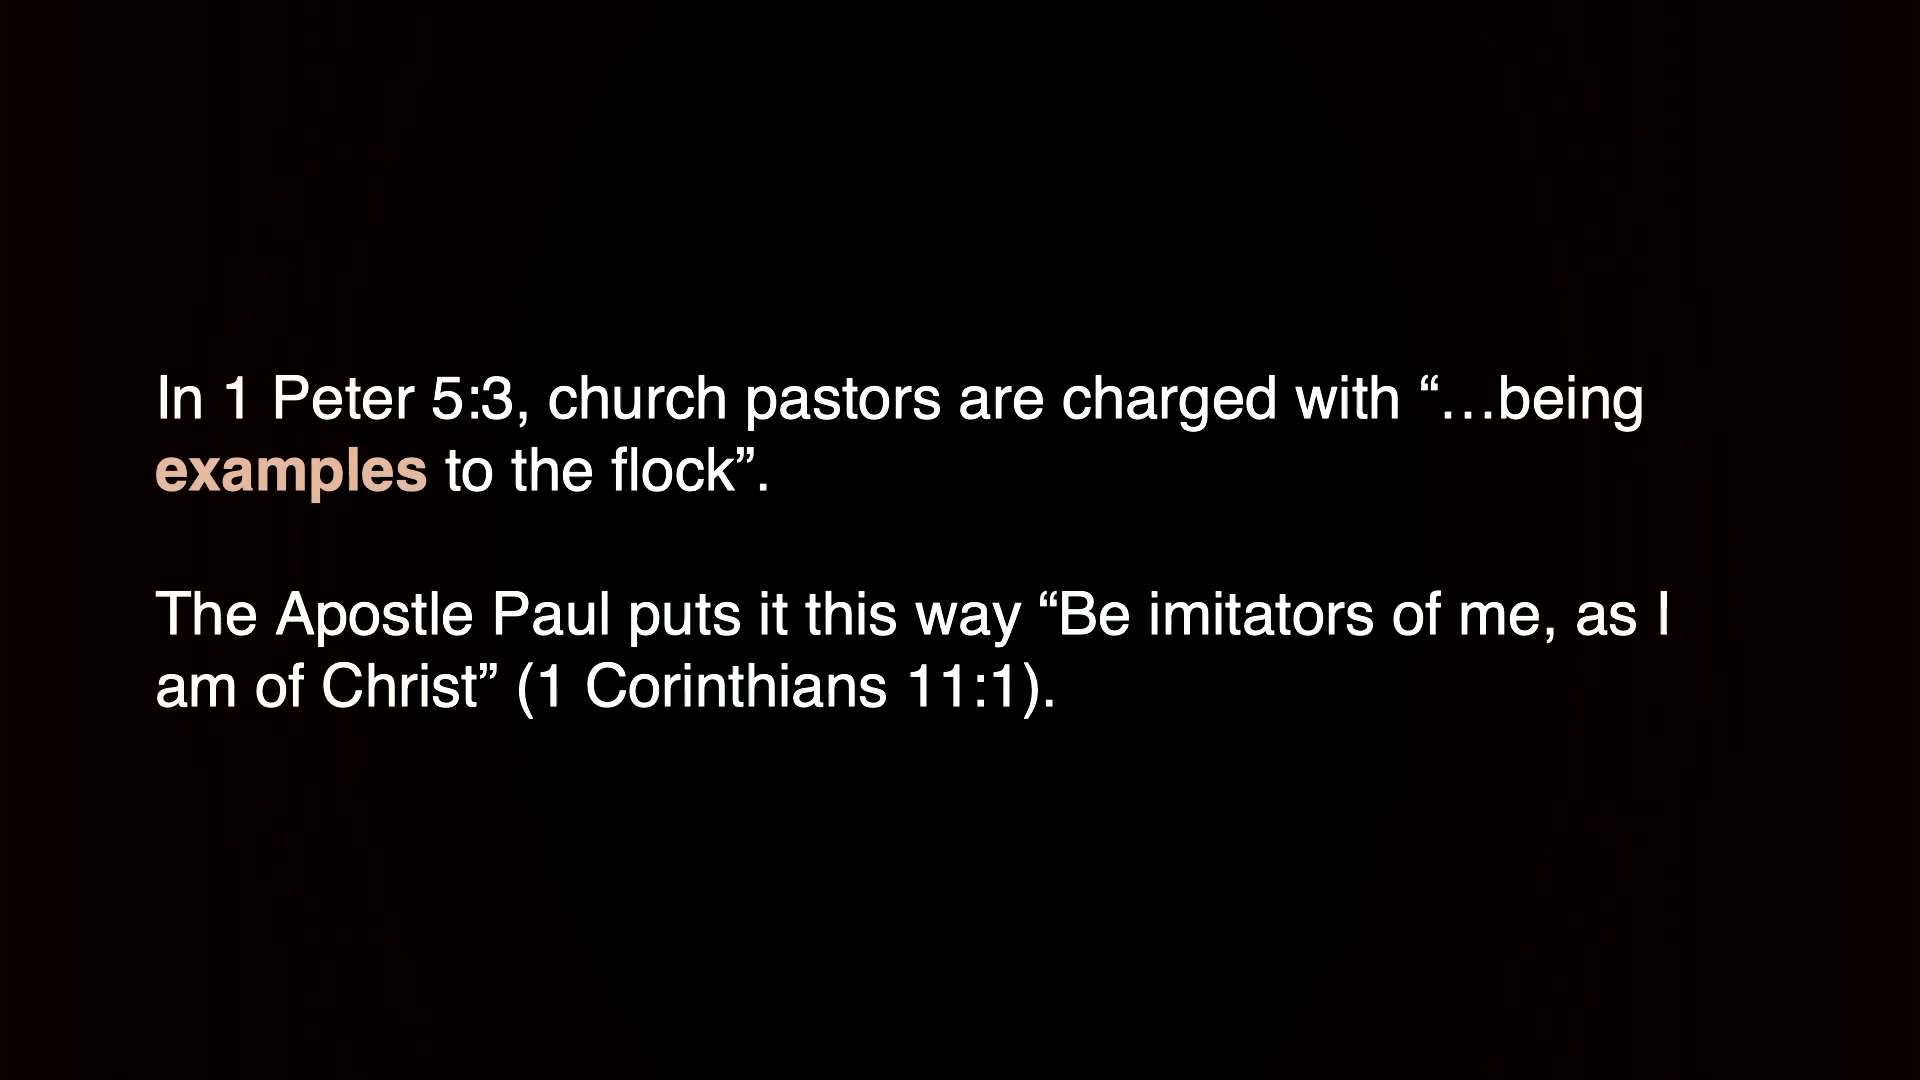 In 1 Peter 5:3, church pastors are charged with “…being
examples to the flock”.
The Apostle Paul puts it this way “Be imitators of me, as I
am of Christ” (1 Corinthians 11:1).